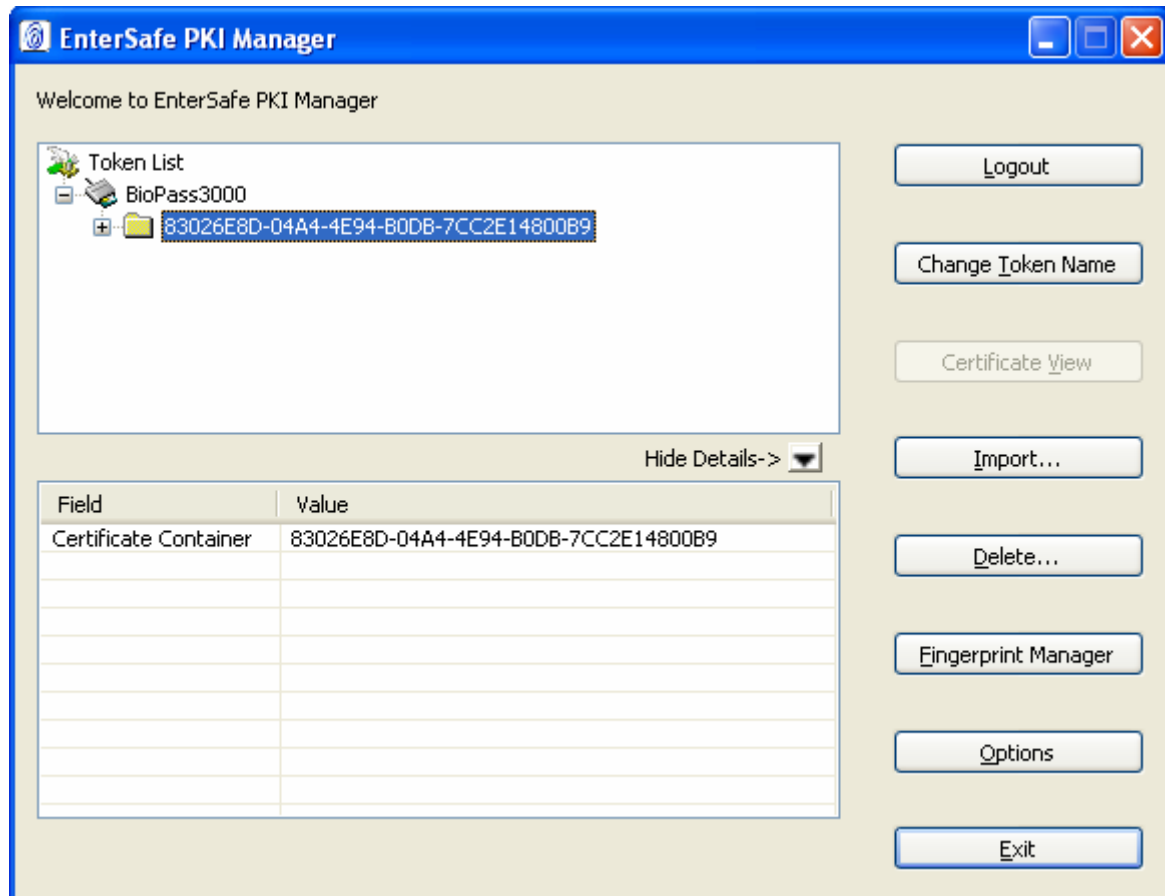 EnterSafe PKI Manager
Welcome to EnterSafe PKI Manager
Token List
BioPass3000
83026E8D-04A4-4E94-B0DB-7CC2E14800B9
Hide Details->
Field Value
Certificate Container 83026E8D-04A4-4E94-B0DB-7CC2E14800B9
Logout
Change Token Name
Certificate View
Import...
Delete...
Fingerprint Manager
Options
Exit